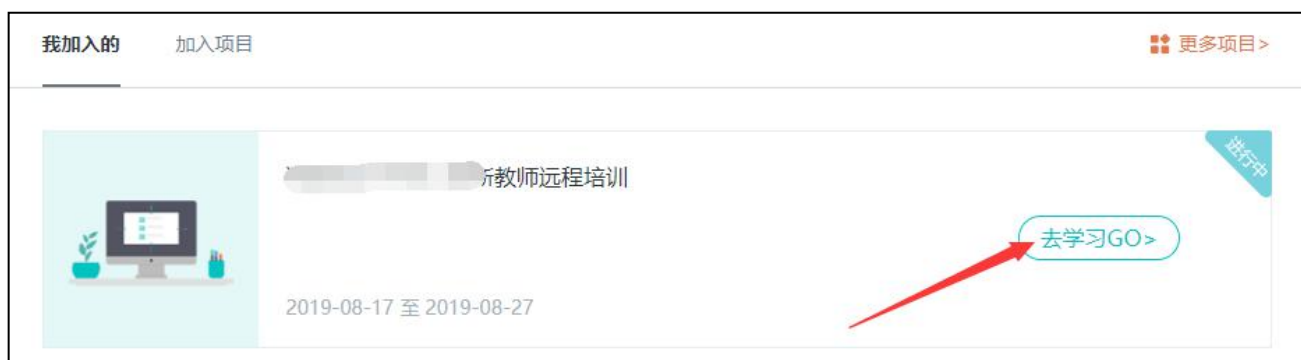 我加入的 加入项目 更多项目>
进行中
教师远程培训
去学习GO>
2019-08-17 至 2019-08-27